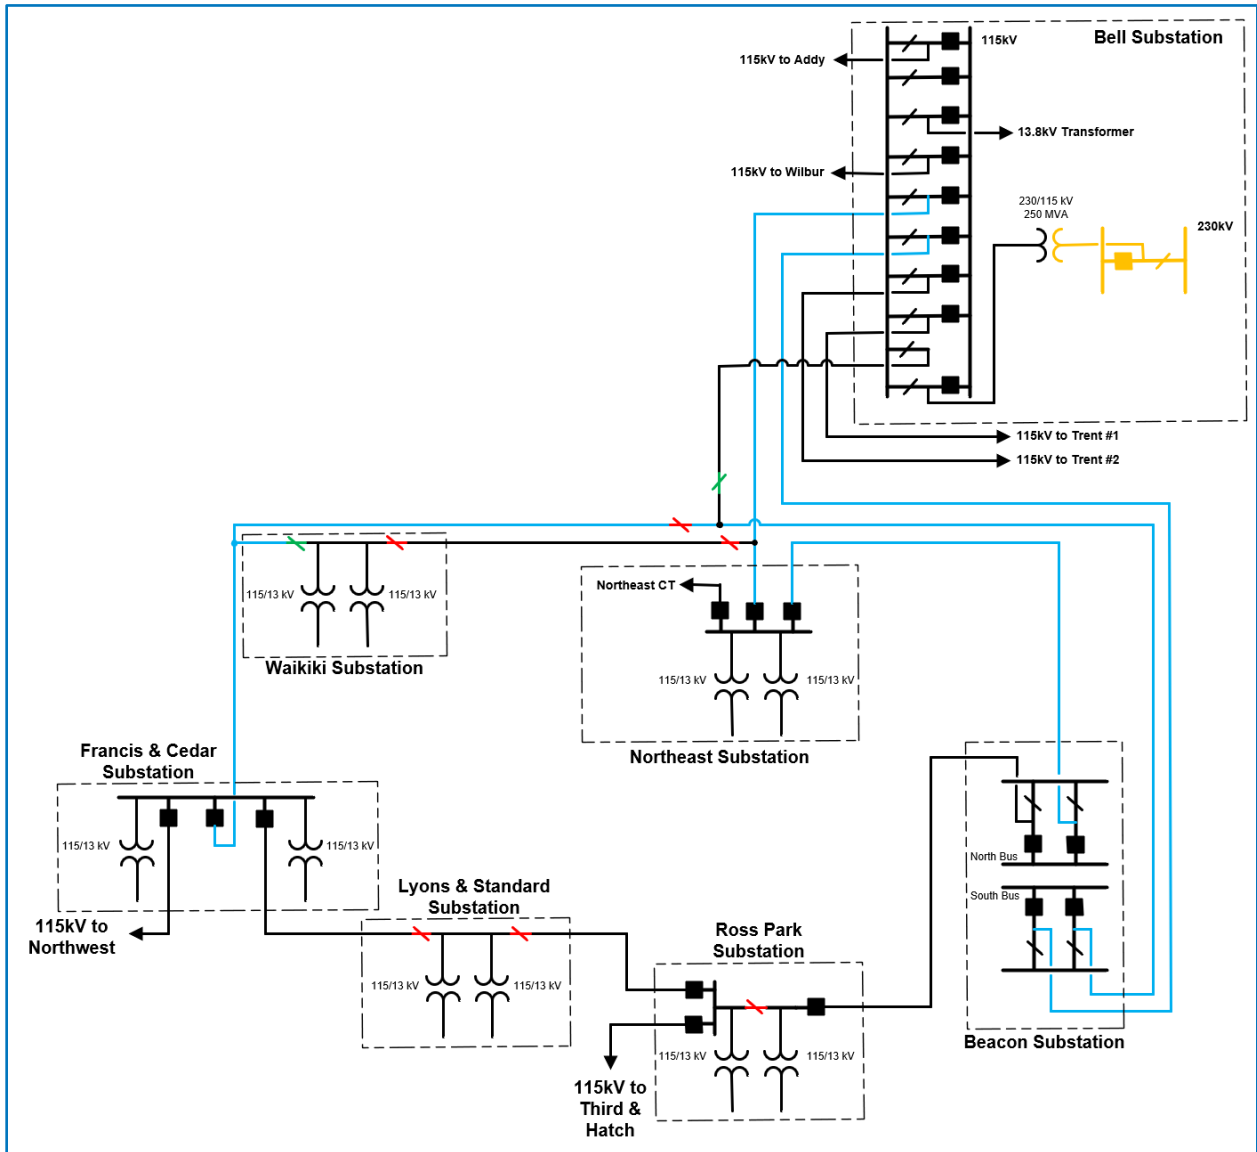 115kV
Bell Substation
115kV to Addy
13.8kV Transformer
115kV to Wilbur
230/115 kV
250 MVA
230kV
115kV to Trent #1
115kV to Trent #2
115/13 kV
115/13 kV
Waikiki Substation
Northeast CT
115/13 kV
115/13 kV
Northeast Substation
Francis & Cedar
Substation
115/13 kV
115/13 kV
115kV to
Northwest
Lyons & Standard
Substation
115/13 kV
115/13 kV
Ross Park
Substation
115/13 kV
115/13 kV
115kV to
Third &
Hatch
North Bus
South Bus
Beacon Substation